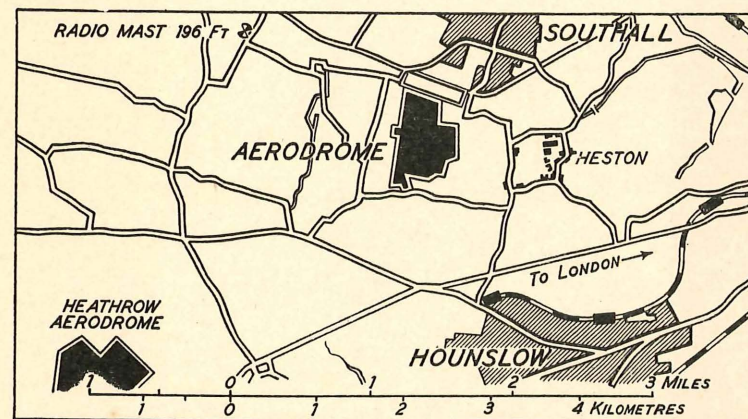 RADIO MAST 196 FT
SOUTHALL
AERODROME
HESTON
TO LONDON
HEATHROW
AERODROME
HOUNSLOW
1 0 1 2 3 MILES
1 0 1 2 3 4 KILOMETRES